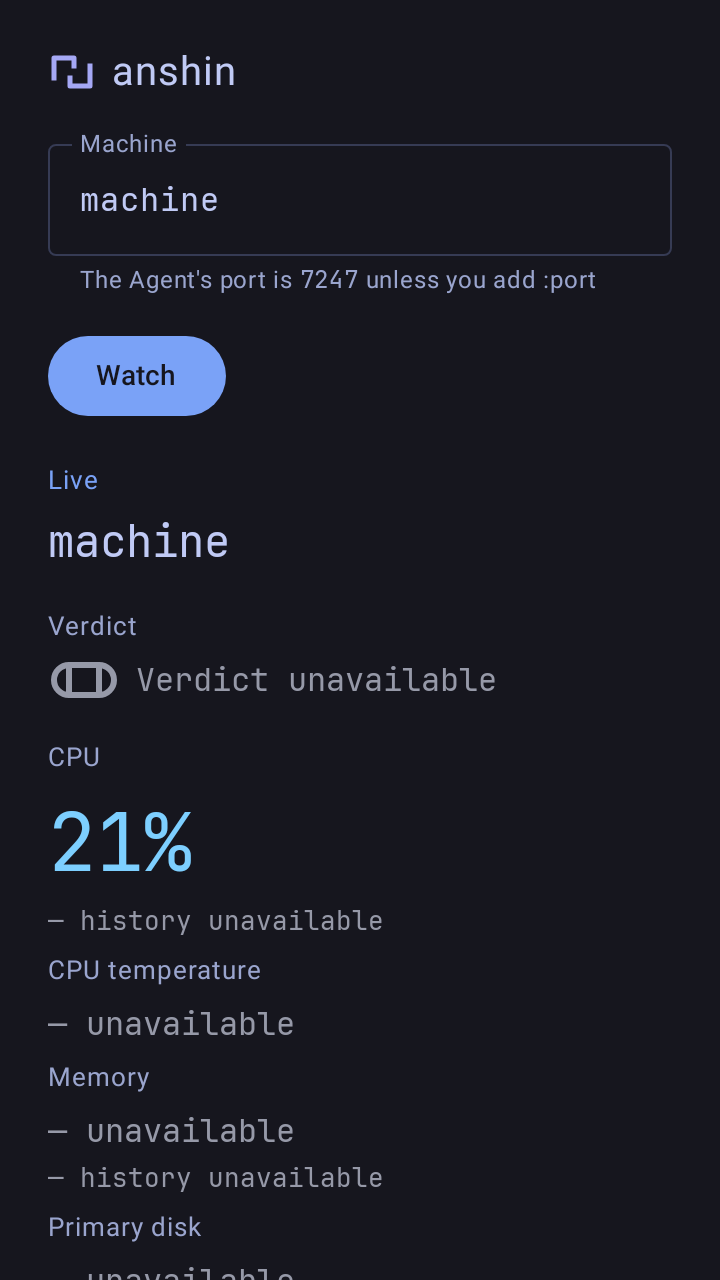 anshin
Machine
machine
The Agent's port is 7247 unless you add :port
Watch
Live
machine
Verdict
Verdict unavailable
CPU
21%
— history unavailable
CPU temperature
— unavailable
Memory
— unavailable
— history unavailable
Primary disk
— unavailable